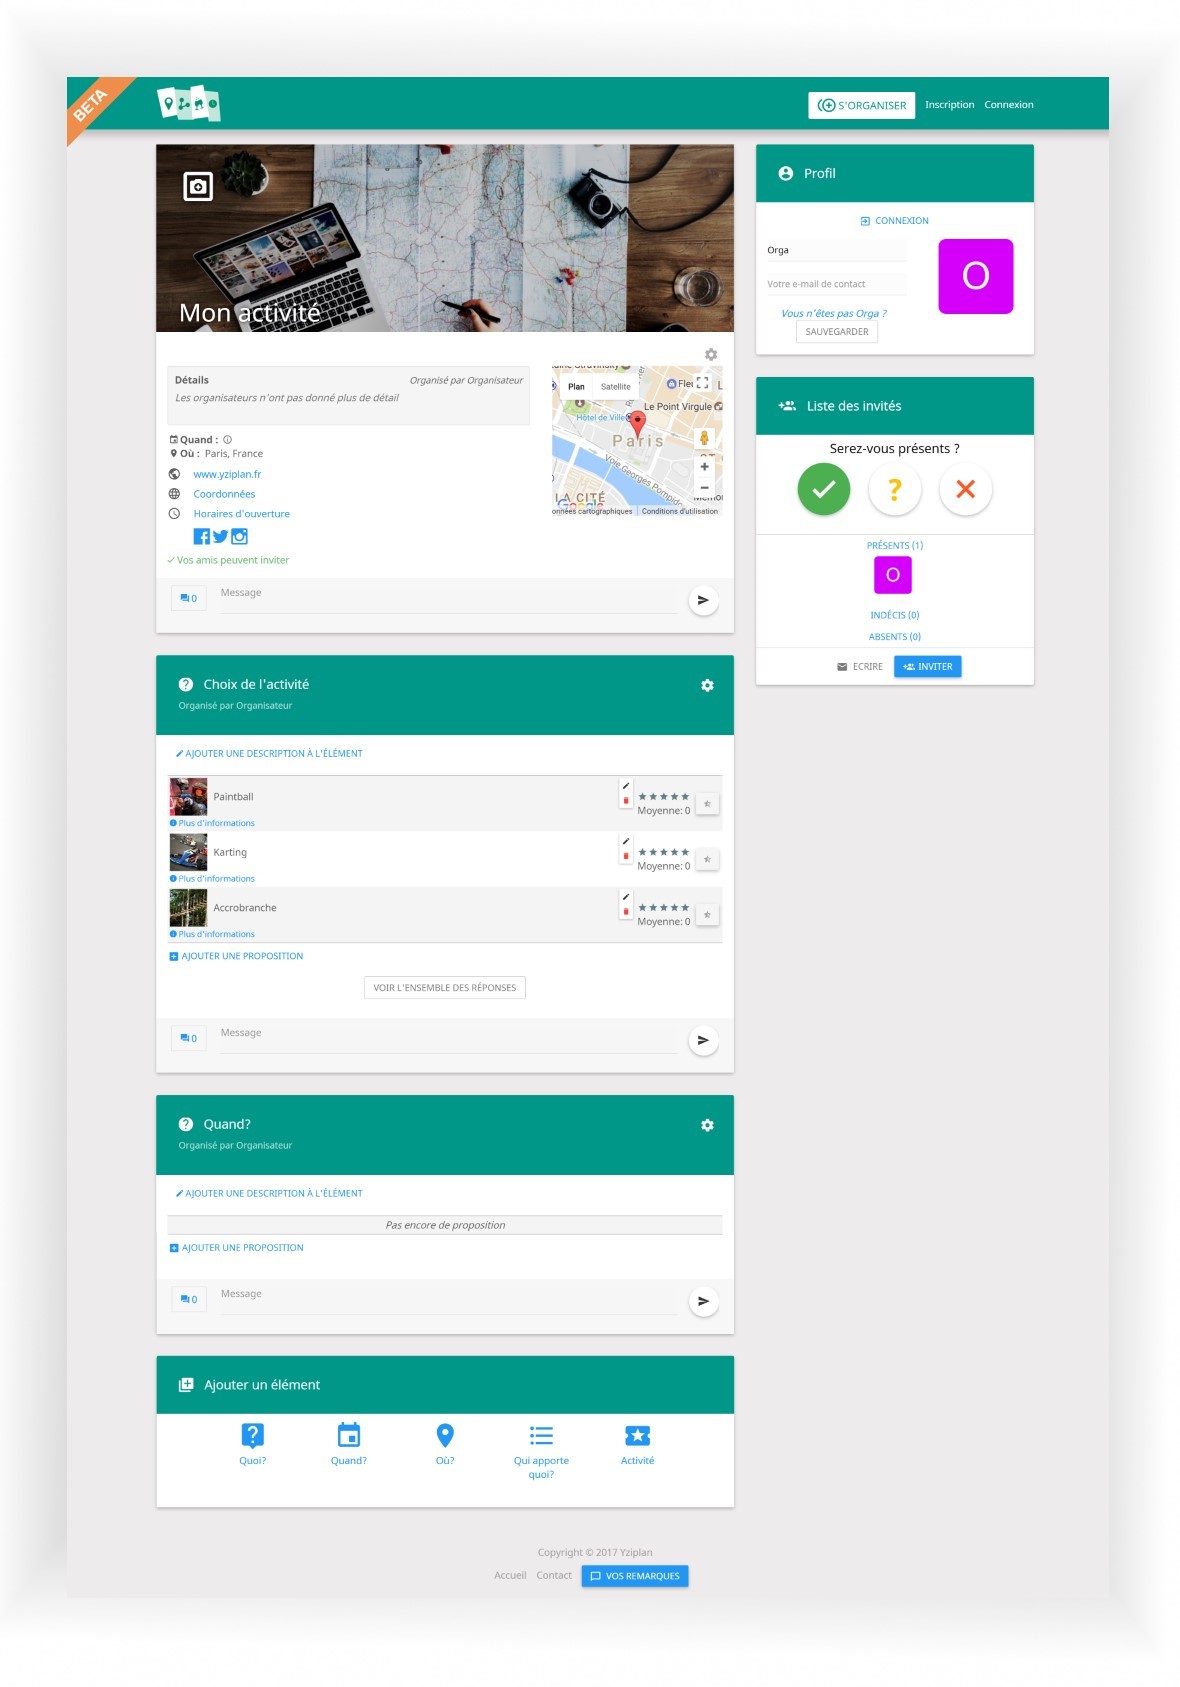 BETA
S'ORGANISER
Inscription
Connexion
Mon activité
Détails
Organisé par Organisateur
Les organisateurs n'ont pas donné plus de détail
Quand :
Où : Paris, France
www.yziplan.fr
Coordonnées
Horaires d'ouverture
Vos amis peuvent inviter
Plan
Satellite
Fleu
Le Point Virgule
Hôtel de Ville
Paris
Voie Georges Pompidou
LA CITÉ
Google
onnées cartographiques
Conditions d'utilisation
0
Message
Profil
CONNEXION
Orga
Votre e-mail de contact
Vous n'êtes pas Orga ?
SAUVEGARDER
O
Liste des invités
Serez-vous présents ?
?
PRÉSENTS (1)
O
INDÉCIS (0)
ABSENTS (0)
ECRIRE
INVITER
Choix de l'activité
Organisé par Organisateur
AJOUTER UNE DESCRIPTION À L'ÉLÉMENT
Paintball
Moyenne: 0
Plus d'informations
Karting
Moyenne: 0
Plus d'informations
Accrobranche
Moyenne: 0
Plus d'informations
AJOUTER UNE PROPOSITION
VOIR L'ENSEMBLE DES RÉPONSES
0
Message
Quand?
Organisé par Organisateur
AJOUTER UNE DESCRIPTION À L'ÉLÉMENT
Pas encore de proposition
AJOUTER UNE PROPOSITION
0
Message
Ajouter un élément
Quoi?
Quand?
Où?
Qui apporte
quoi?
Activité
Copyright © 2017 Yziplan
Accueil
Contact
VOS REMARQUES